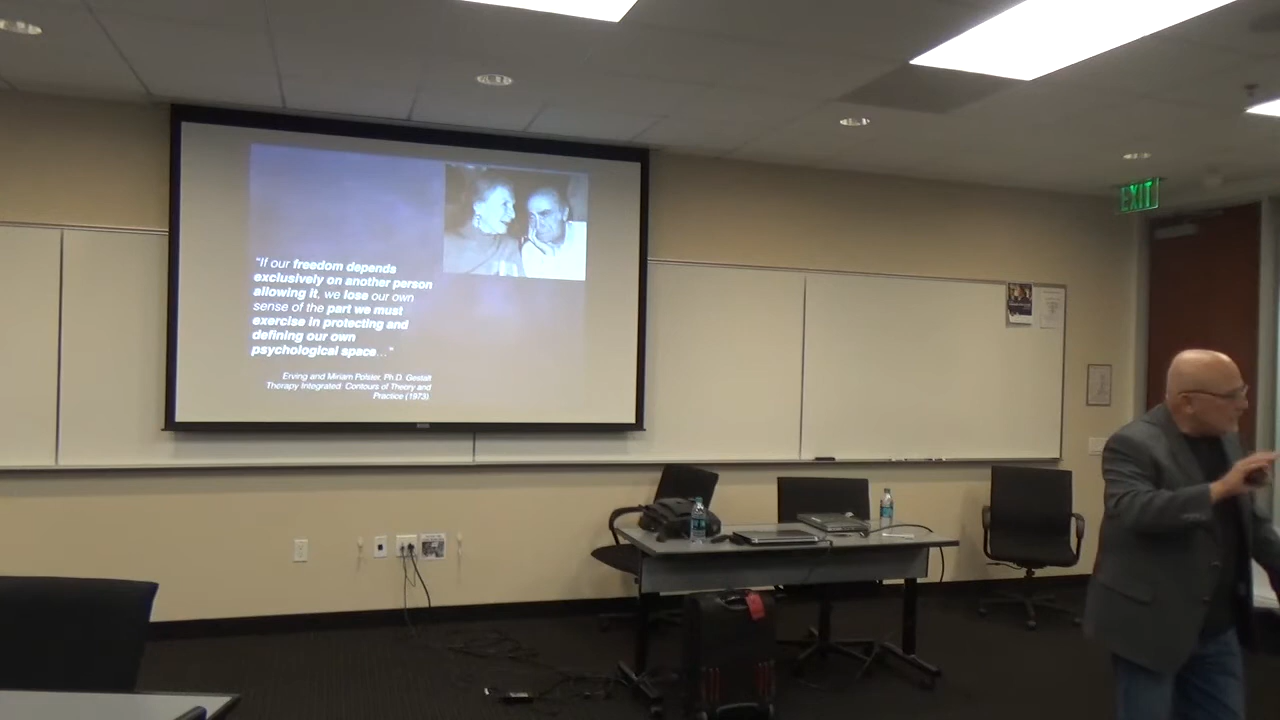 "If our freedom depends
exclusively on another person
allowing it, we lose our own
sense of the part we must
exercise in protecting and
defining our own
psychological space..."
Erving and Miriam Polster, Ph.D. Gestalt
Therapy Integrated: Contours of Theory and
Practice (1973)
EXIT